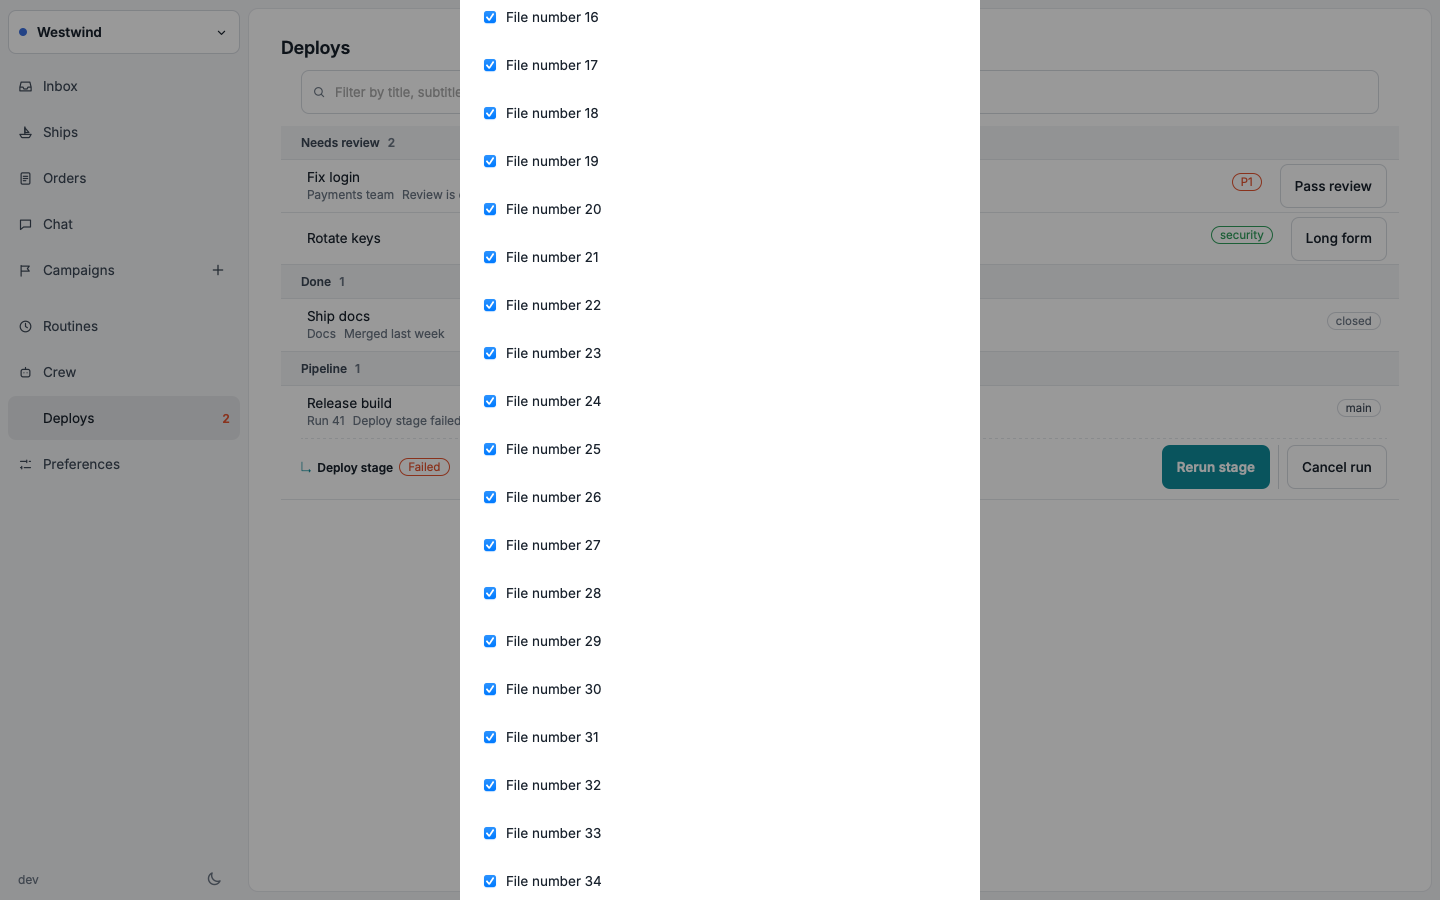 Westwind
Inbox
Ships
Orders
Chat
Campaigns
Routines
Crew
Deploys 2
Preferences
dev
Deploys
Filter by title, subtitle
Needs review 2
Fix login
Payments team Review is
P1
Pass review
Rotate keys
security
Long form
Done 1
Ship docs
Docs Merged last week
closed
Pipeline 1
Release build
Run 41 Deploy stage failed
main
Deploy stage Failed
Rerun stage
Cancel run
File number 16
File number 17
File number 18
File number 19
File number 20
File number 21
File number 22
File number 23
File number 24
File number 25
File number 26
File number 27
File number 28
File number 29
File number 30
File number 31
File number 32
File number 33
File number 34